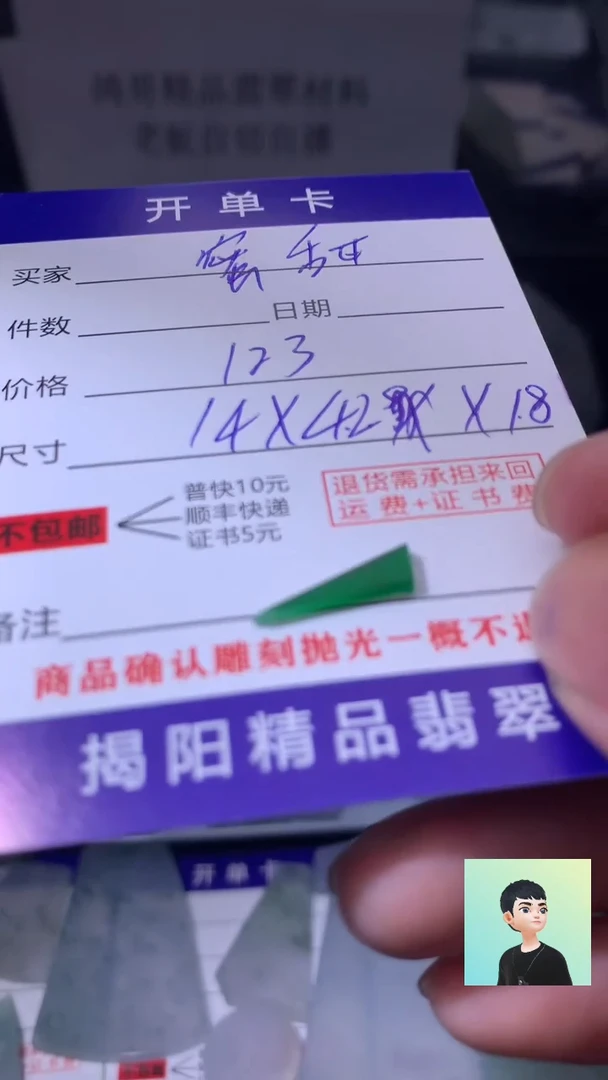 开单卡
买家
件数
日期
价格 123
尺寸 14X42 X 1.8
不包邮
普快10元
顺丰快递
证书5元
退货需承担来回
运费+证书费
备注
商品确认雕刻抛光一概不退
揭阳精品翡翠
开单卡